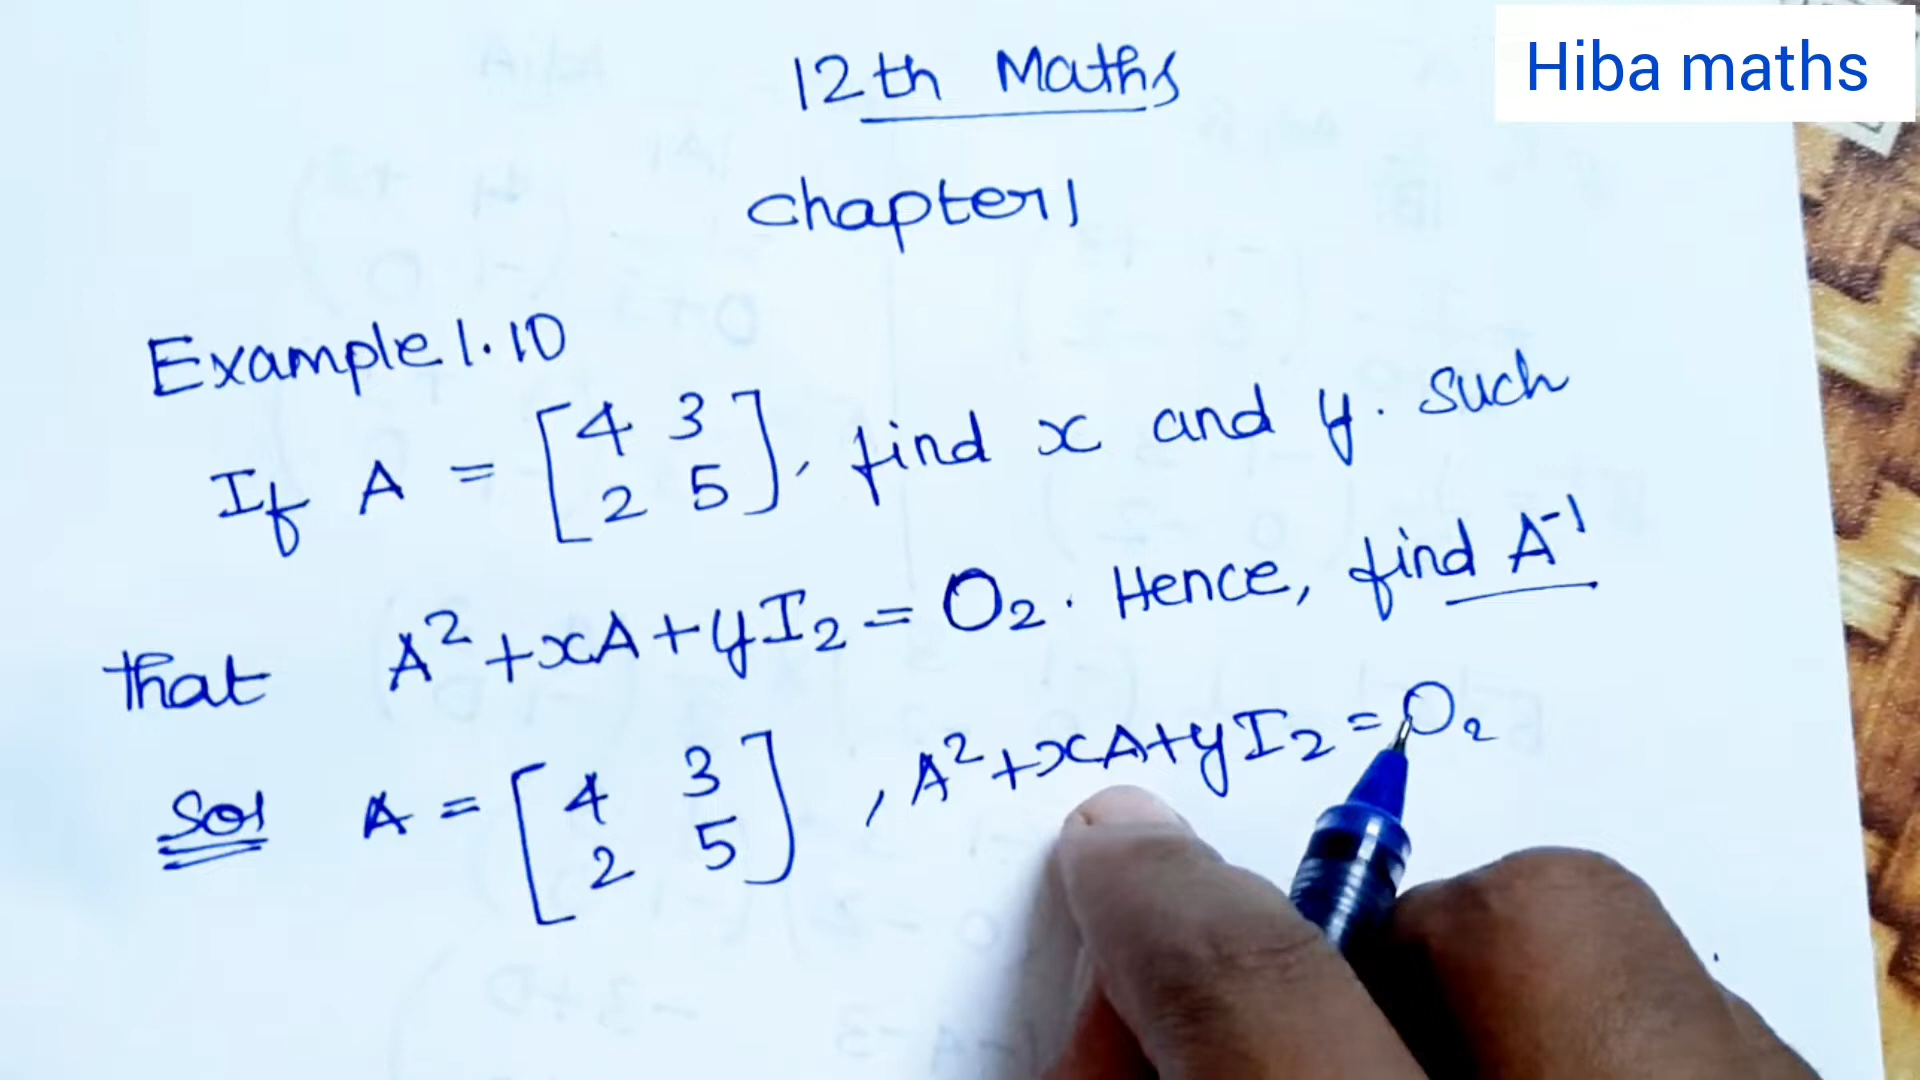 Hiba maths
12th Maths
Chapter 1
Example 1.10
If A = [4 3
2 5], find x and y. such
that A² + xA + yI₂ = O₂. Hence, find A⁻¹
Sol A = [4 3
2 5], A² + xA + yI₂ = O₂